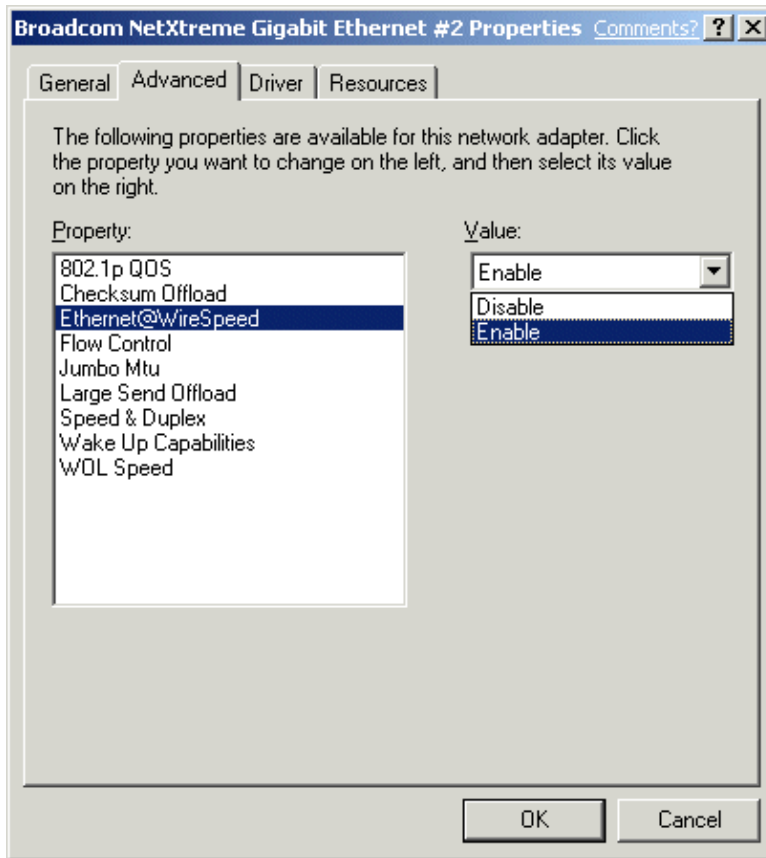 Broadcom NetXtreme Gigabit Ethernet #2 Properties Comments? ? X
General Advanced Driver Resources
The following properties are available for this network adapter. Click
the property you want to change on the left, and then select its value
on the right.
Property: Value:
802.1p QOS
Checksum Offload
Ethernet@WireSpeed
Flow Control
Jumbo Mtu
Large Send Offload
Speed & Duplex
Wake Up Capabilities
WOL Speed
Enable
Disable
Enable
OK Cancel